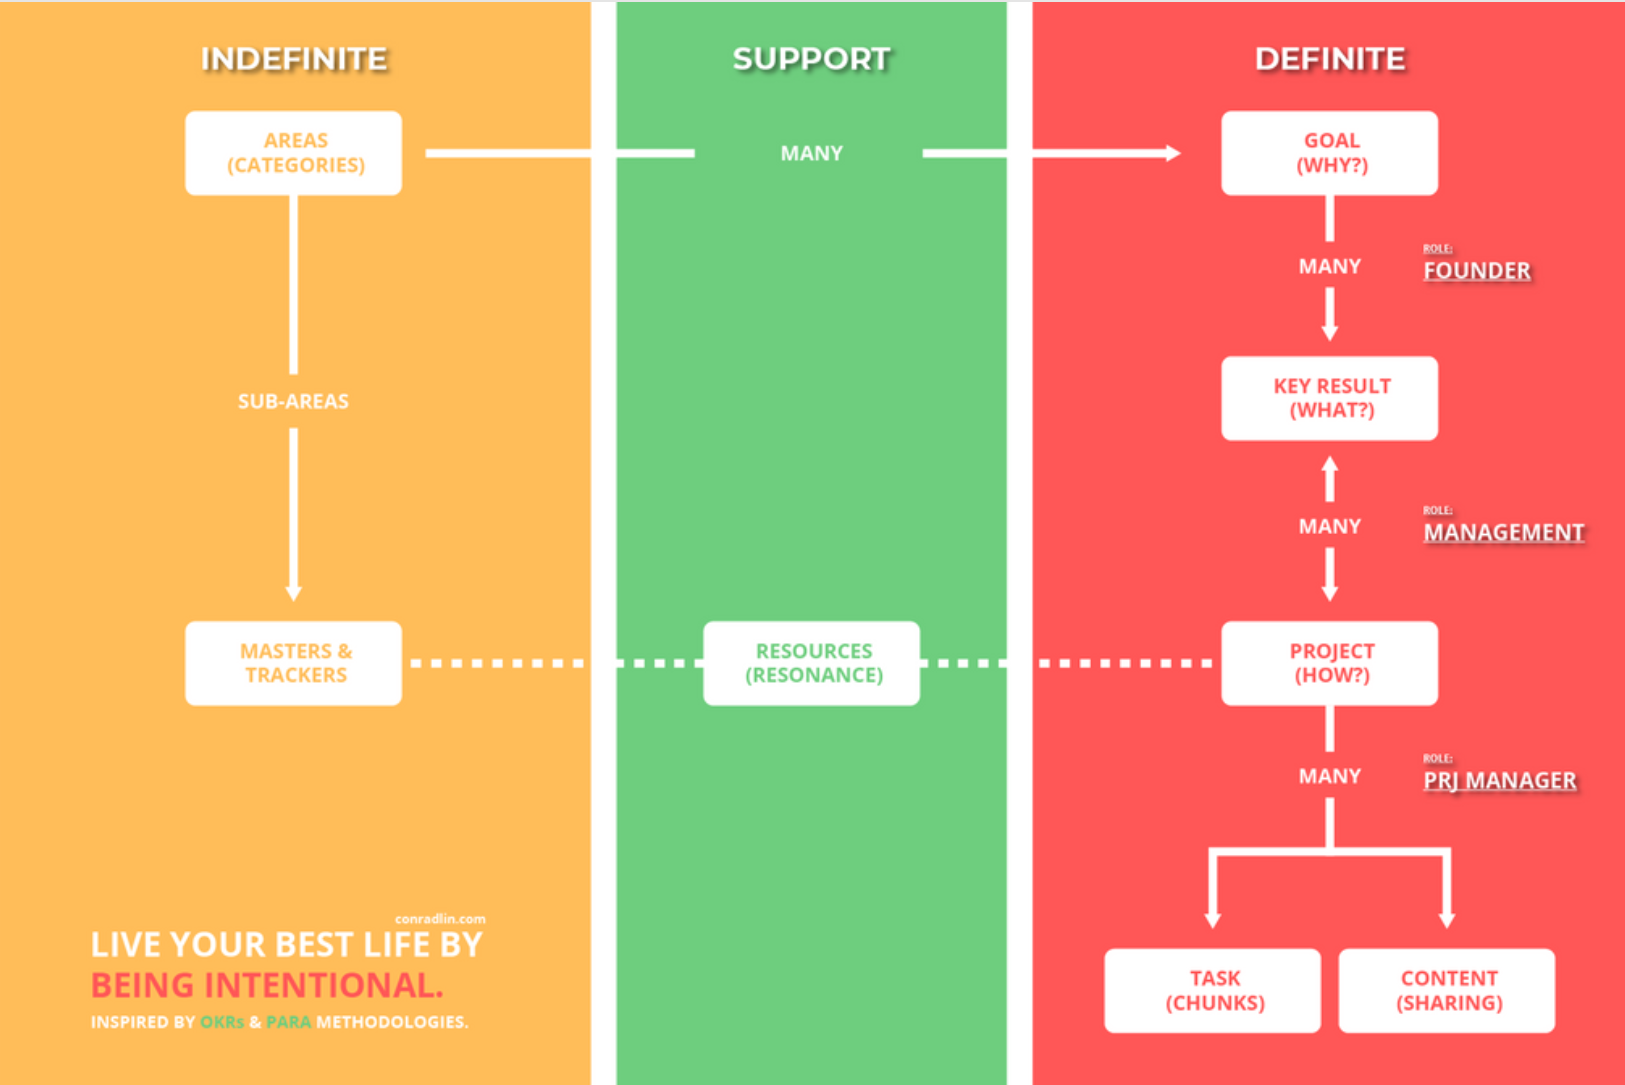 INDEFINITE
SUPPORT
DEFINITE
AREAS
(CATEGORIES)
MANY
GOAL
(WHY?)
MANY
ROLE:
FOUNDER
SUB-AREAS
KEY RESULT
(WHAT?)
MANY
ROLE:
MANAGEMENT
MASTERS &
TRACKERS
RESOURCES
(RESONANCE)
PROJECT
(HOW?)
MANY
ROLE:
PRJ MANAGER
conradlin.com
LIVE YOUR BEST LIFE BY
BEING INTENTIONAL.
INSPIRED BY OKRs & PARA METHODOLOGIES.
TASK
(CHUNKS)
CONTENT
(SHARING)